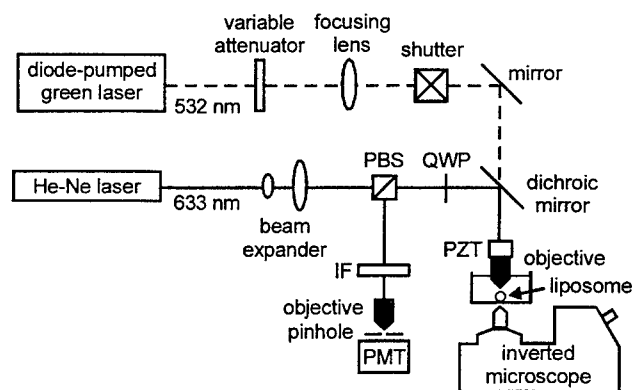 variable
attenuator
focusing
lens
shutter
mirror
diode-pumped
green laser
532 nm
He-Ne laser
633 nm
beam
expander
PBS
QWP
dichroic
mirror
PZT
objective
liposome
IF
objective
pinhole
PMT
inverted
microscope